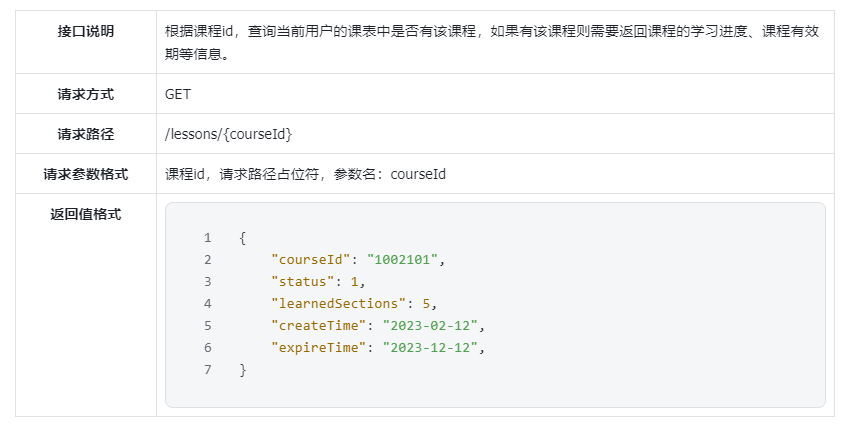 接口说明
根据课程id，查询当前用户的课表中是否有该课程，如果有该课程则需要返回课程的学习进度、课程有效
期等信息。
请求方式
GET
请求路径
/lessons/{courseId}
请求参数格式
课程id，请求路径占位符，参数名：courseId
返回值格式
1 {
2     "courseId": "1002101",
3     "status": 1,
4     "learnedSections": 5,
5     "createTime": "2023-02-12",
6     "expireTime": "2023-12-12",
7 }